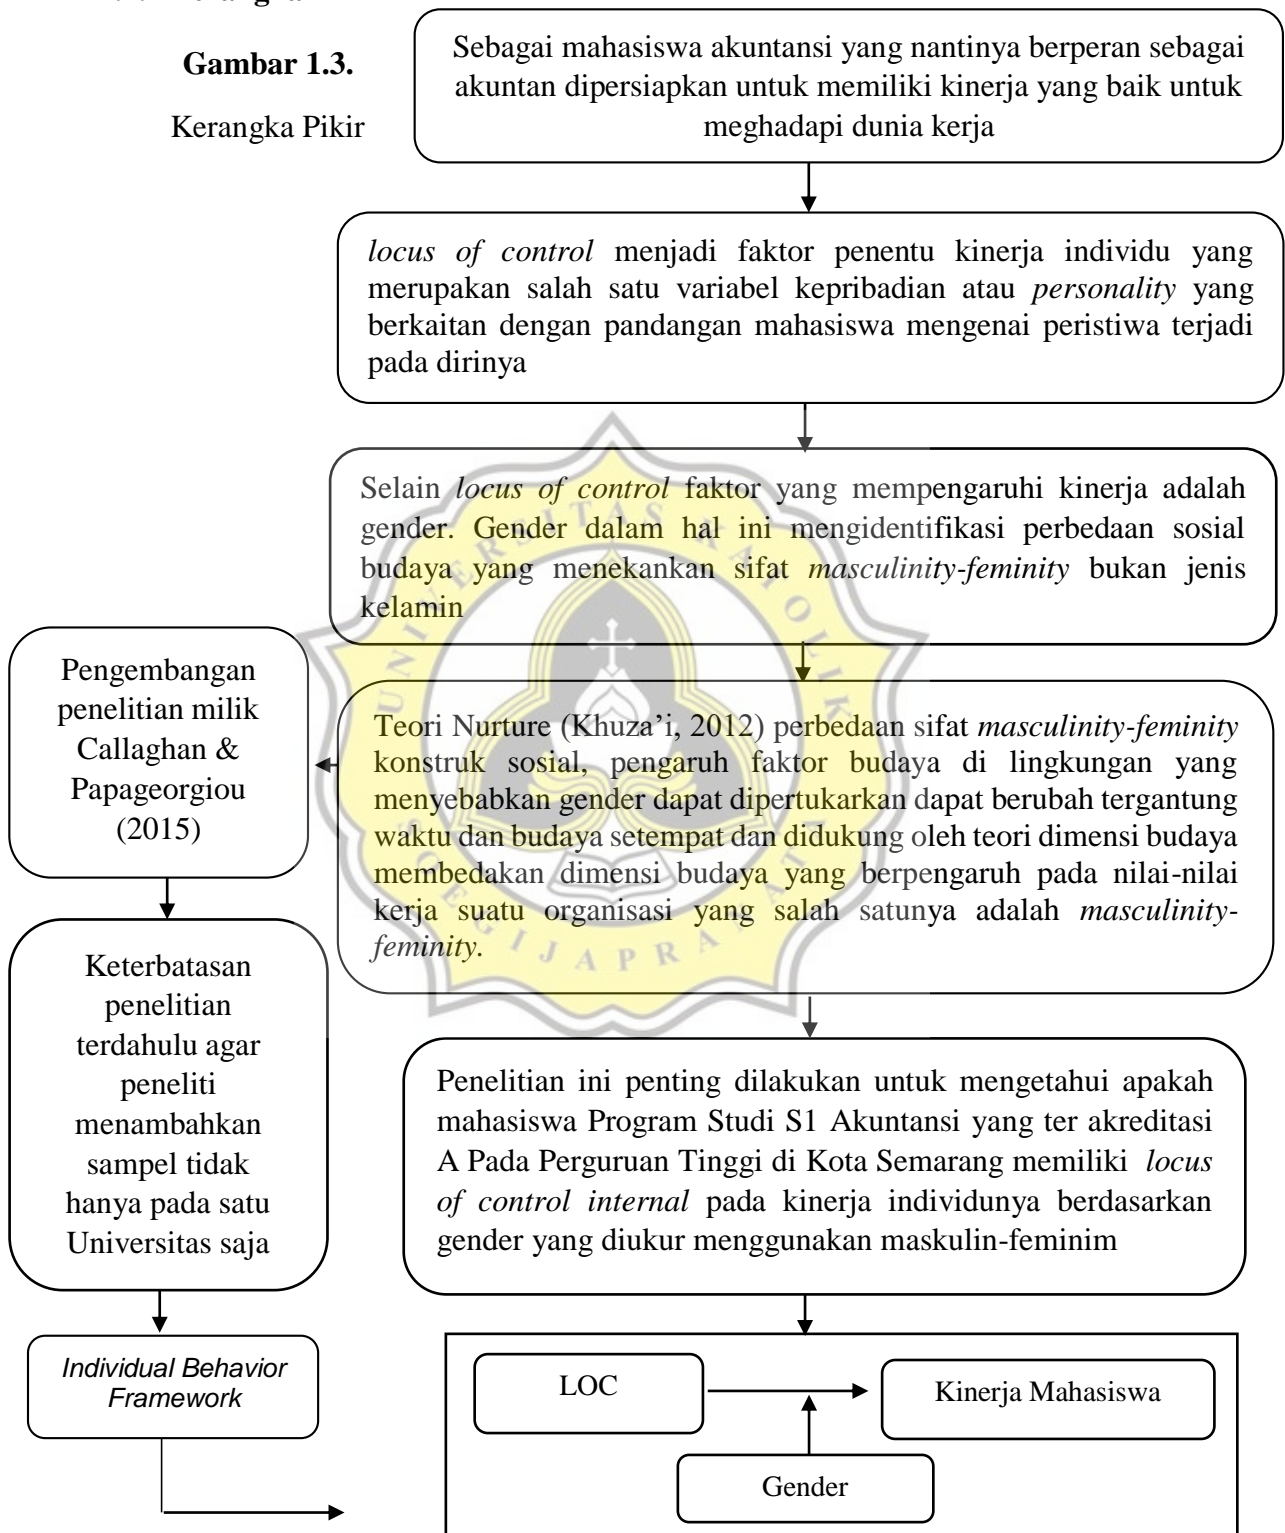 Gambar 1.3.
Kerangka Pikir
Sebagai mahasiswa akuntansi yang nantinya berperan sebagai
akuntan dipersiapkan untuk memiliki kinerja yang baik untuk
meghadapi dunia kerja
locus of control menjadi faktor penentu kinerja individu yang
merupakan salah satu variabel kepribadian atau personality yang
berkaitan dengan pandangan mahasiswa mengenai peristiwa terjadi
pada dirinya
Selain locus of control faktor yang mempengaruhi kinerja adalah
gender. Gender dalam hal ini mengidentifikasi perbedaan sosial
budaya yang menekankan sifat masculinity-feminity bukan jenis
kelamin
Teori Nurture (Khuza’i, 2012) perbedaan sifat masculinity-feminity
konstruk sosial, pengaruh faktor budaya di lingkungan yang
menyebabkan gender dapat dipertukarkan dapat berubah tergantung
waktu dan budaya setempat dan didukung oleh teori dimensi budaya
membedakan dimensi budaya yang berpengaruh pada nilai-nilai
kerja suatu organisasi yang salah satunya adalah masculinity-
feminity.
Pengembangan
penelitian milik
Callaghan &
Papageorgiou
(2015)
Keterbatasan
penelitian
terdahulu agar
peneliti
menambahkan
sampel tidak
hanya pada satu
Universitas saja
Penelitian ini penting dilakukan untuk mengetahui apakah
mahasiswa Program Studi S1 Akuntansi yang ter akreditasi
A Pada Perguruan Tinggi di Kota Semarang memiliki locus
of control internal pada kinerja individunya berdasarkan
gender yang diukur menggunakan maskulin-feminim
Individual Behavior
Framework
LOC
Kinerja Mahasiswa
Gender
UNIVERSITAS KATOLIK
SOEGIJAPRANATA